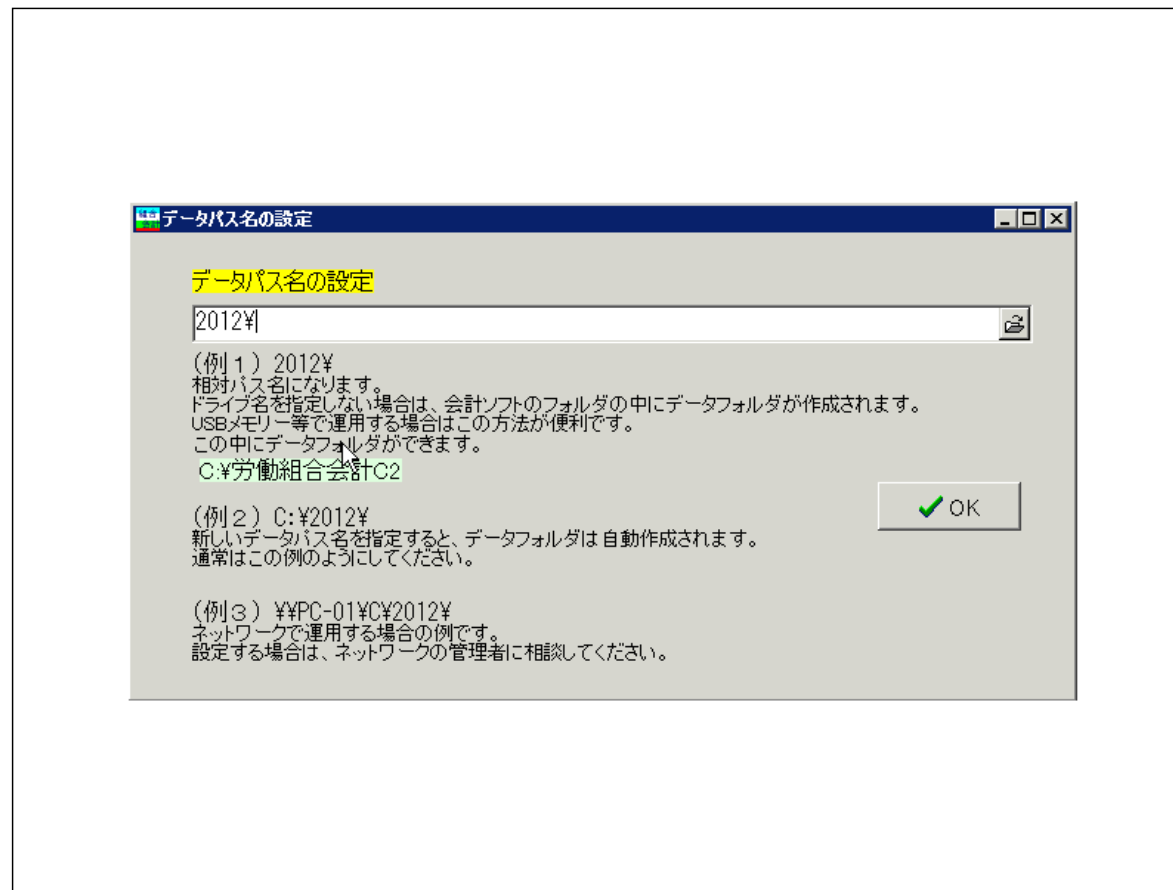 データパス名の設定
データパス名の設定
2012¥
(例1) 2012¥
相対パス名になります。
ドライブ名を指定しない場合は、会計ソフトのフォルダの中にデータフォルダが作成されます。
USBメモリー等で運用する場合はこの方法が便利です。
この中にデータフォルダができます。
C:¥労働組合会計C2
OK
(例2) C:¥2012¥
新しいデータパス名を指定すると、データフォルダは自動作成されます。
通常はこの例のようにしてください。
(例3) ¥¥PC-01¥C¥2012¥
ネットワークで運用する場合の例です。
設定する場合は、ネットワークの管理者に相談してください。